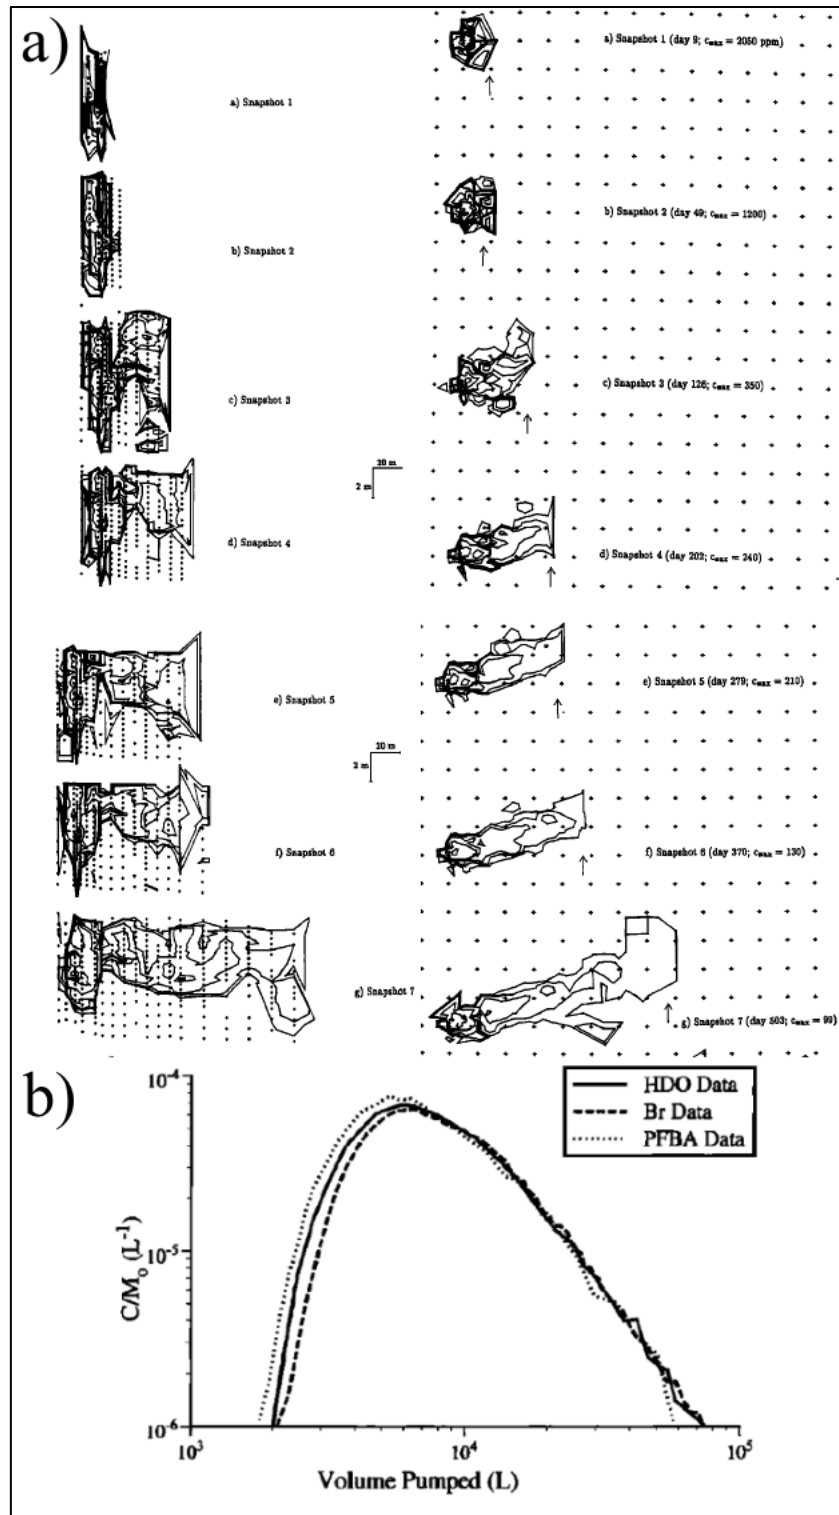 a)
a) Snapshot 1
a) Snapshot 1 (day 9; cmax = 2050 ppm)
b) Snapshot 2
b) Snapshot 2 (day 49; cmax = 1200)
c) Snapshot 3
c) Snapshot 3 (day 126; cmax = 350)
20 m
2 m
d) Snapshot 4
d) Snapshot 4 (day 202; cmax = 240)
e) Snapshot 5
e) Snapshot 5 (day 279; cmax = 210)
20 m
2 m
f) Snapshot 6
f) Snapshot 6 (day 370; cmax = 130)
g) Snapshot 7
g) Snapshot 7 (day 503; cmax = 99)
b)
HDO Data
Br Data
PFBA Data
10-4
10-5
10-6
C/Mo (L-1)
103
104
105
Volume Pumped (L)